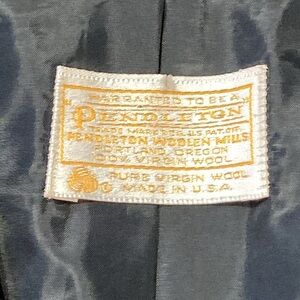 WARRANTED TO BE A
"PENDLETON"
TRADE MARK REG. U.S. PAT. OFF.
PENDLETON WOOLEN MILLS
PORTLAND, OREGON
100% VIRGIN WOOL
PURE VIRGIN WOOL
MADE IN U.S.A.